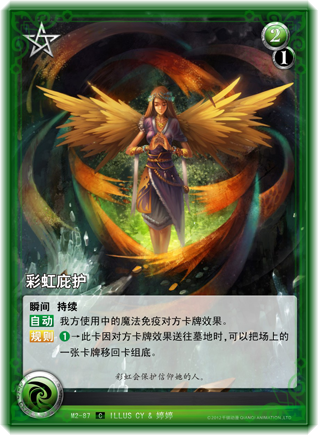 2
1
彩虹庇护
瞬间 持续
自动 我方使用中的魔法免疫对方卡牌效果。
规则 1→此卡因对方卡牌效果送往墓地时,可以把场上的
一张卡牌移回卡组底。
彩虹会保护信仰她的人。
M2-87 C ILLUS CY & 婷婷